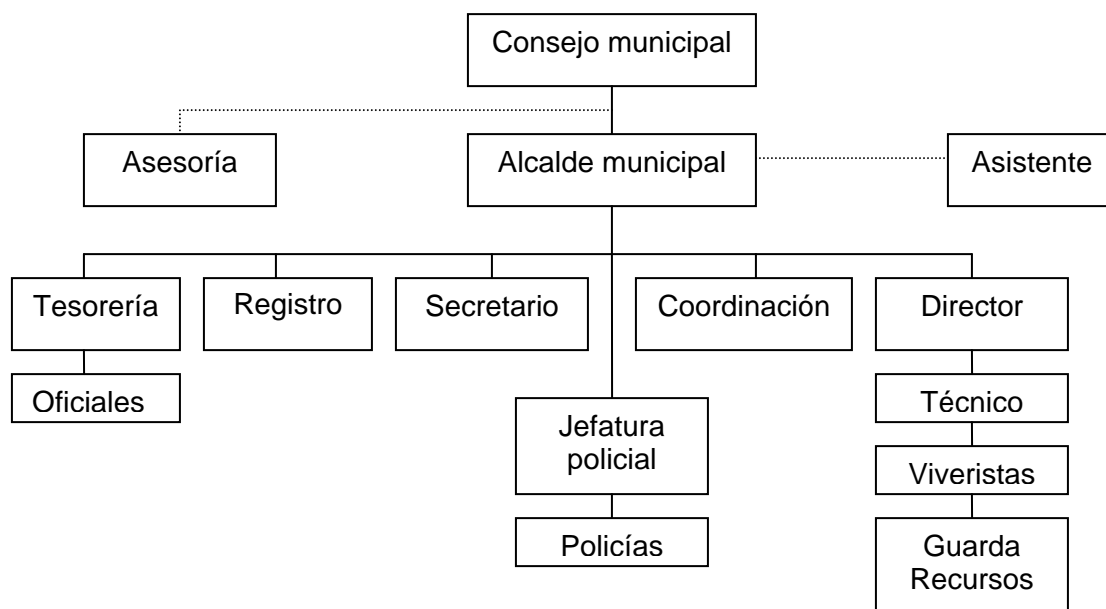 Consejo municipal
Asesoría
Alcalde municipal
Asistente
Tesorería
Registro
Secretario
Coordinación
Director
Oficiales
Técnico
Jefatura
policial
Viveristas
Policías
Guarda
Recursos